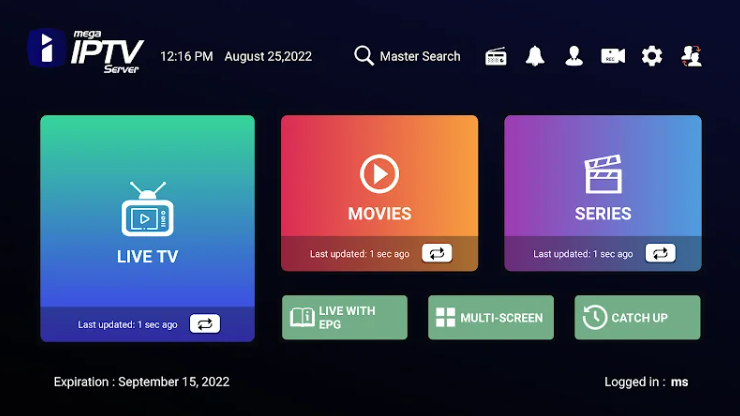 mega
IPTV
Server
12:16 PM August 25,2022
Master Search
REC
LIVE TV
Last updated: 1 sec ago
MOVIES
Last updated: 1 sec ago
SERIES
Last updated: 1 sec ago
LIVE WITH
EPG
MULTI-SCREEN
CATCH UP
Expiration : September 15, 2022
Logged in : ms